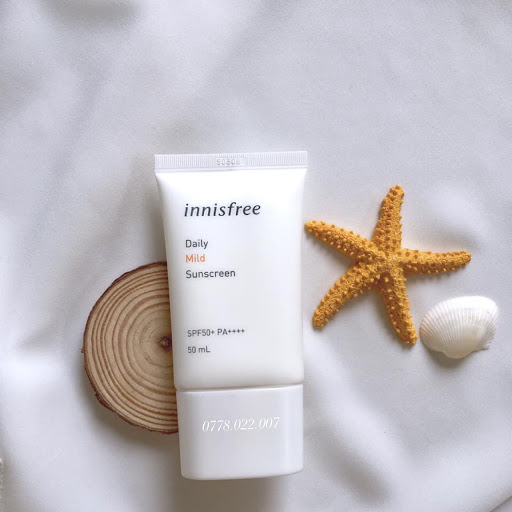 innisfree
Daily
Mild
Sunscreen
SPF50+ PA++++
50 mL
0778.022.007